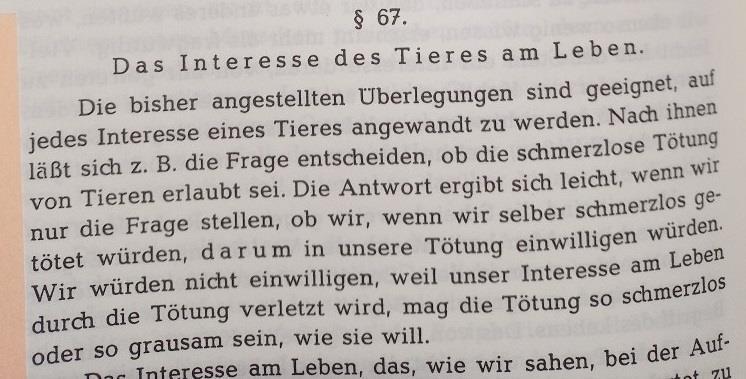 § 67.
Das Interesse des Tieres am Leben.
Die bisher angestellten Überlegungen sind geeignet, auf
jedes Interesse eines Tieres angewandt zu werden. Nach ihnen
läßt sich z. B. die Frage entscheiden, ob die schmerzlose Tötung
von Tieren erlaubt sei. Die Antwort ergibt sich leicht, wenn wir
nur die Frage stellen, ob wir, wenn wir selber schmerzlos ge-
tötet würden, darum in unsere Tötung einwilligen würden.
Wir würden nicht einwilligen, weil unser Interesse am Leben
durch die Tötung verletzt wird, mag die Tötung so schmerzlos
oder so grausam sein, wie sie will.
Das Interesse am Leben, das, wie wir sahen, bei der Auf-
zu